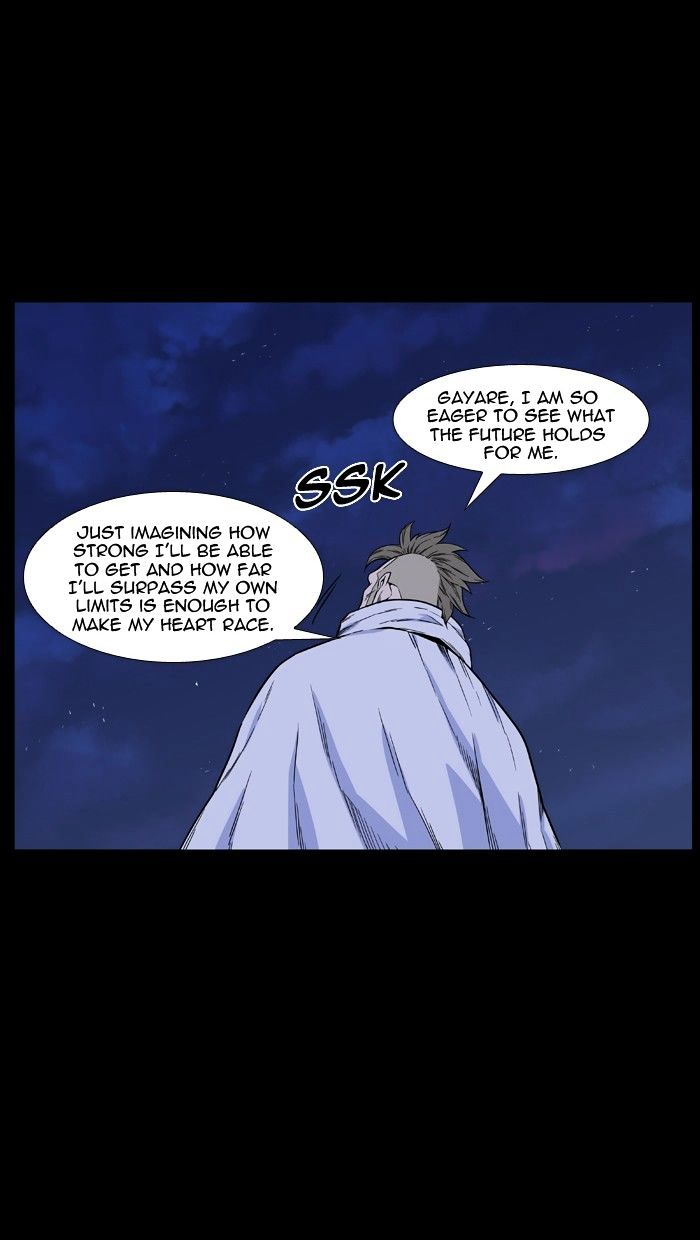 GAYARE, I AM SO
EAGER TO SEE WHAT
THE FUTURE HOLDS
FOR ME.
SSK
JUST IMAGINING HOW
STRONG I'LL BE ABLE
TO GET AND HOW FAR
I'LL SURPASS MY OWN
LIMITS IS ENOUGH TO
MAKE MY HEART RACE.